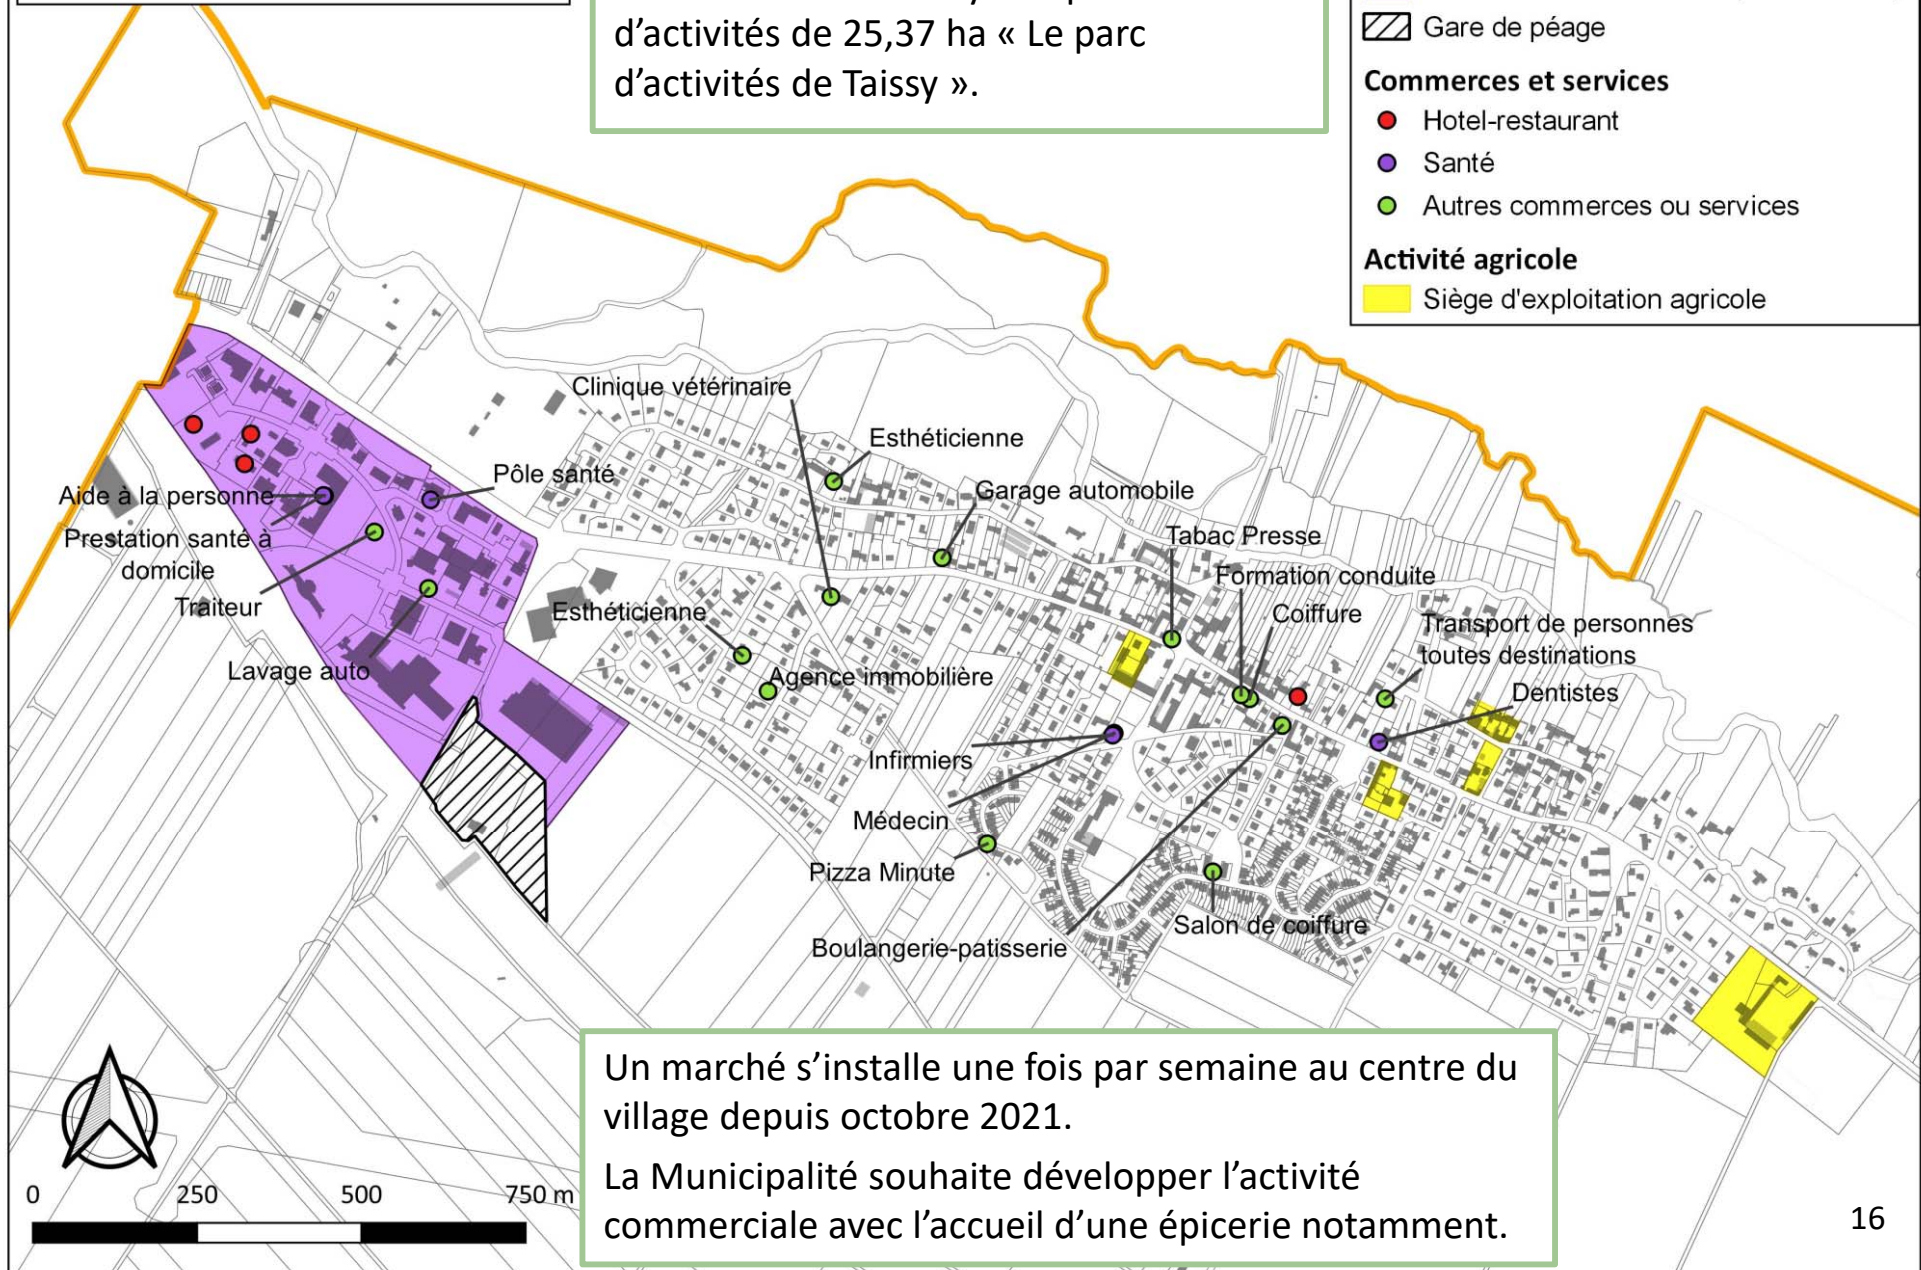 d'activités de 25,37 ha « Le parc
d'activités de Taissy ».
Gare de péage
Commerces et services
Hotel-restaurant
Santé
Autres commerces ou services
Activité agricole
Siège d'exploitation agricole
Clinique vétérinaire
Esthéticienne
Pôle santé
Garage automobile
Aide à la personne
Prestation santé à
domicile
Traiteur
Lavage auto
Esthéticienne
Agence immobilière
Tabac Presse
Formation conduite
Coiffure
Transport de personnes
toutes destinations
Dentistes
Infirmiers
Médecin
Pizza Minute
Boulangerie-patisserie
Salon de coiffure
Un marché s'installe une fois par semaine au centre du
village depuis octobre 2021.
La Municipalité souhaite développer l'activité
commerciale avec l'accueil d'une épicerie notamment.
0 250 500 750 m
16